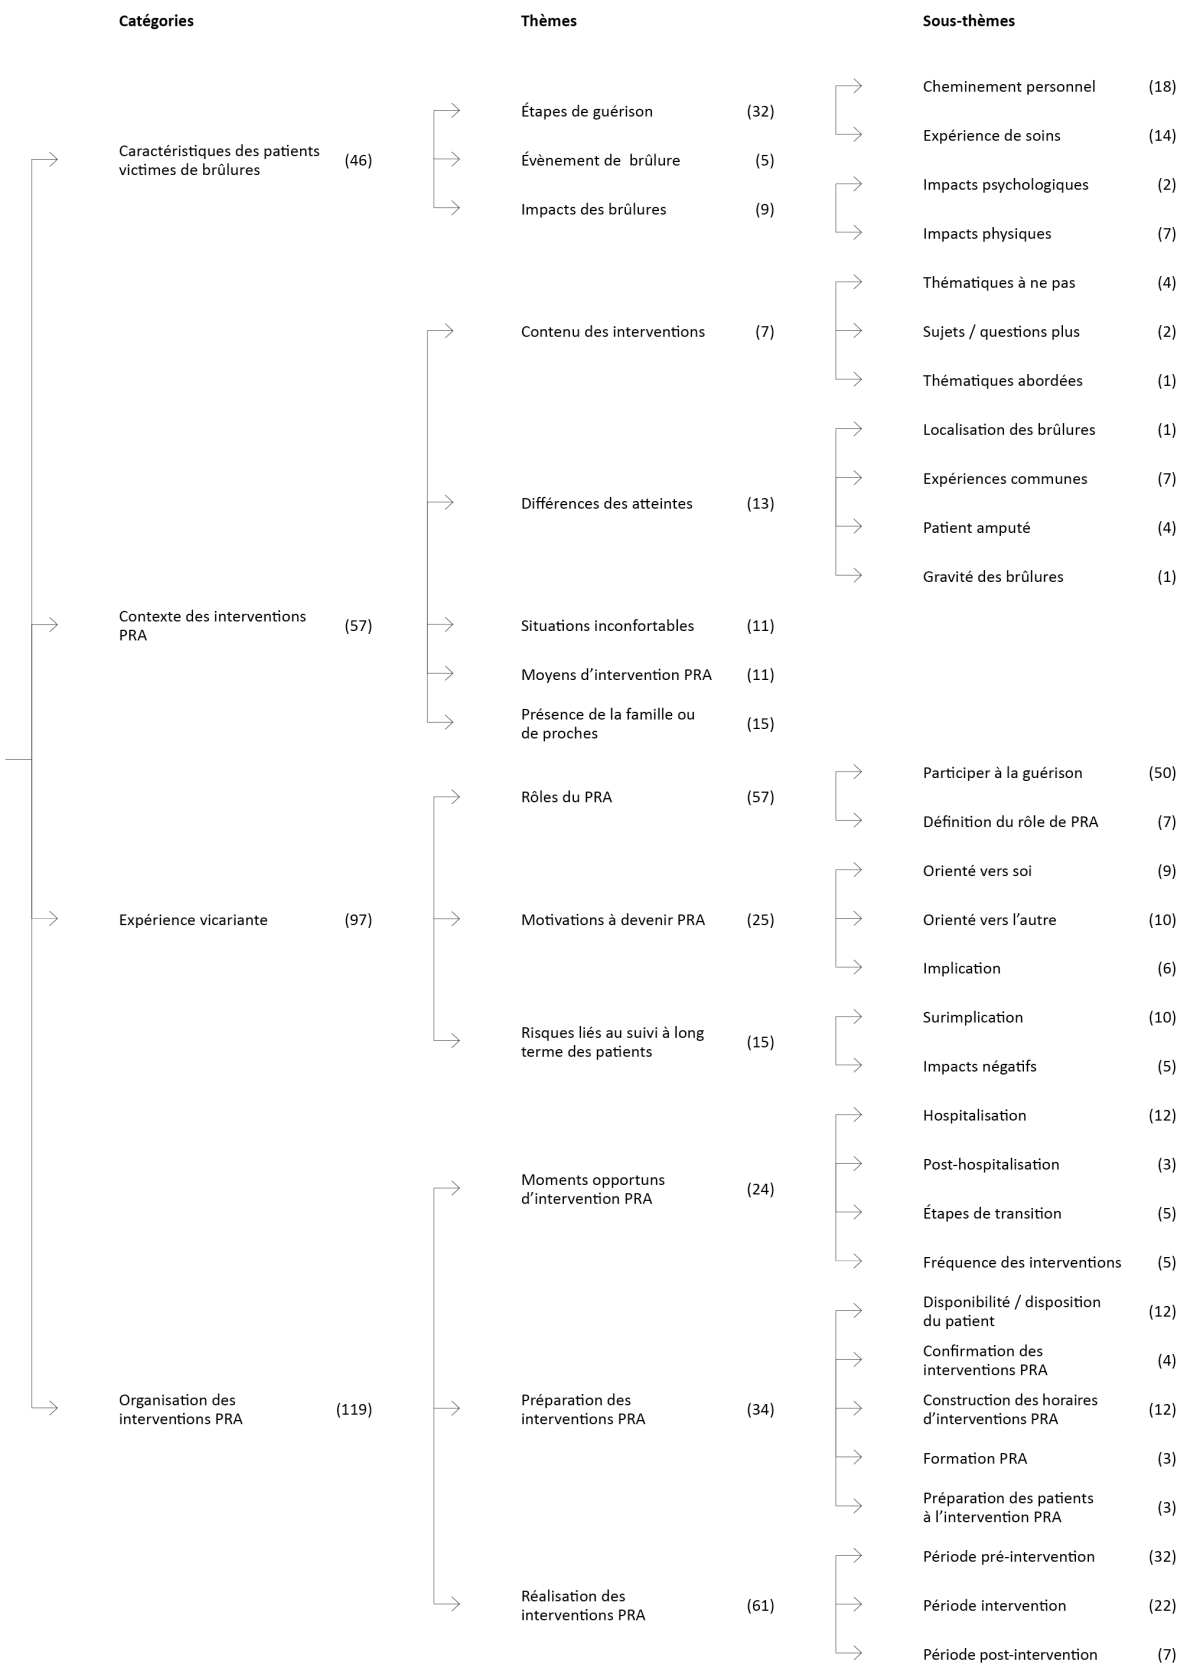 Catégories
Thèmes
Sous-thèmes
Caractéristiques des patients
victimes de brûlures
(46)
Étapes de guérison (32)
Cheminement personnel (18)
Expérience de soins (14)
Évènement de brûlure (5)
Impacts des brûlures (9)
Impacts psychologiques (2)
Impacts physiques (7)
Contexte des interventions
PRA
(57)
Contenu des interventions (7)
Thématiques à ne pas (4)
Sujets / questions plus (2)
Thématiques abordées (1)
Différences des atteintes (13)
Localisation des brûlures (1)
Expériences communes (7)
Patient amputé (4)
Gravité des brûlures (1)
Situations inconfortables (11)
Moyens d’intervention PRA (11)
Présence de la famille ou
de proches
(15)
Expérience vicariante (97)
Rôles du PRA (57)
Participer à la guérison (50)
Définition du rôle de PRA (7)
Motivations à devenir PRA (25)
Orienté vers soi (9)
Orienté vers l’autre (10)
Implication (6)
Risques liés au suivi à long
terme des patients
(15)
Surimplication (10)
Impacts négatifs (5)
Organisation des
interventions PRA
(119)
Moments opportuns
d’intervention PRA
(24)
Hospitalisation (12)
Post-hospitalisation (3)
Étapes de transition (5)
Fréquence des interventions (5)
Préparation des
interventions PRA
(34)
Disponibilité / disposition
du patient
(12)
Confirmation des
interventions PRA
(4)
Construction des horaires
d’interventions PRA
(12)
Formation PRA (3)
Préparation des patients
à l’intervention PRA
(3)
Réalisation des
interventions PRA
(61)
Période pré-intervention (32)
Période intervention (22)
Période post-intervention (7)